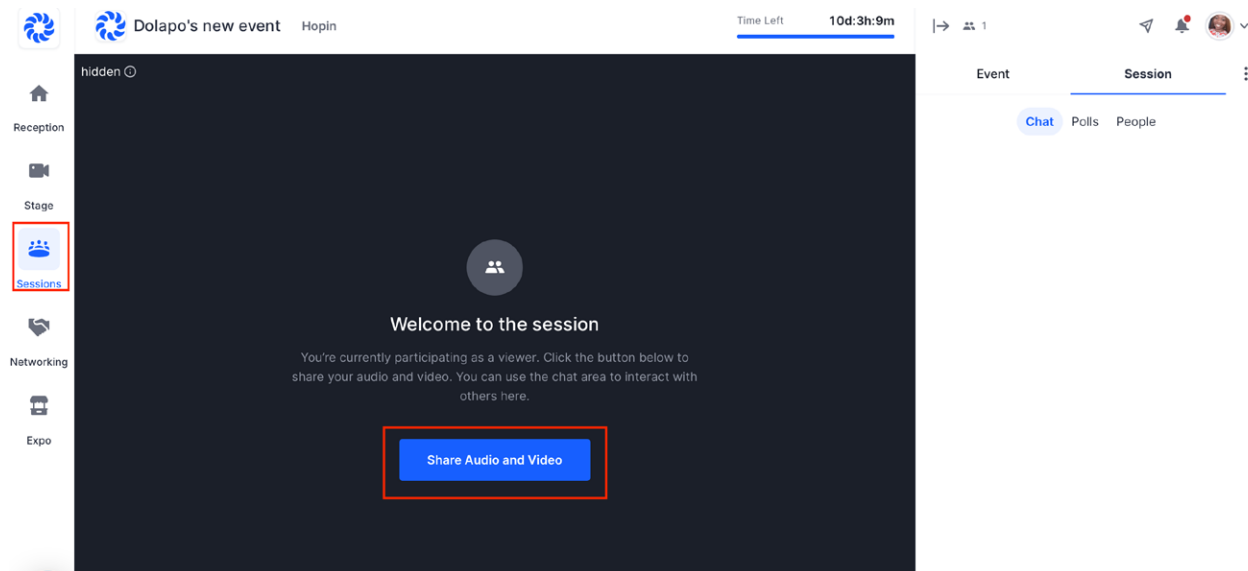 Dolapo's new event
Hopin
Time Left
10d:3h:9m
1
Reception
Stage
Sessions
Networking
Expo
hidden
Welcome to the session
You're currently participating as a viewer. Click the button below to
share your audio and video. You can use the chat area to interact with
others here.
Share Audio and Video
Event
Session
Chat
Polls
People